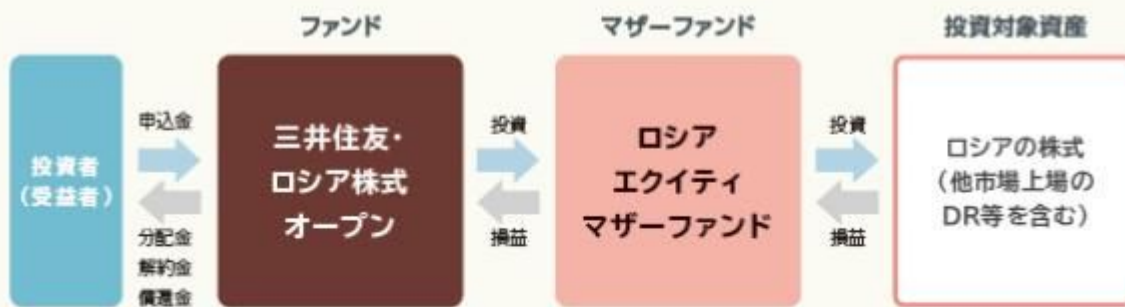 ファンド
マザーファンド
投資対象資産
投資者
(受益者)
申込金
分配金
解約金
償還金
三井住友・
ロシア株式
オープン
投資
損益
ロシア
エクイティ
マザーファンド
投資
損益
ロシアの株式
(他市場上場の
DR等を含む)